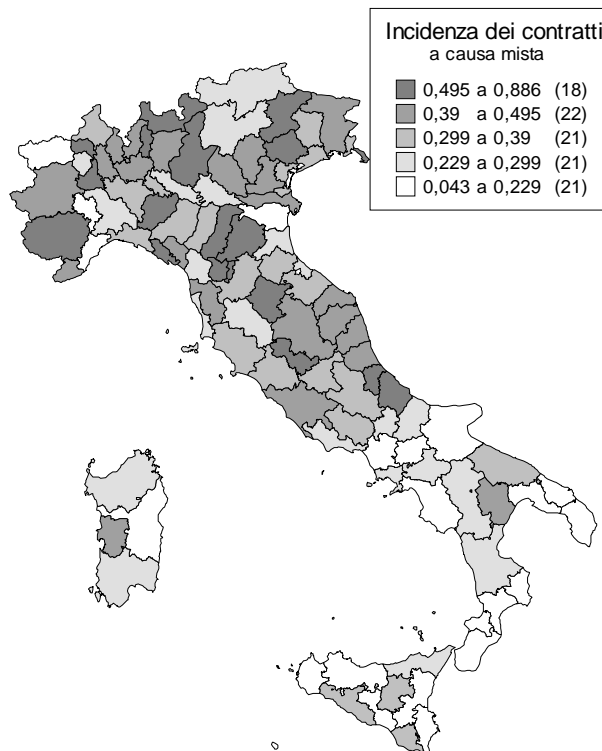 Incidenza dei contratti
a causa mista
0,495 a 0,886 (18)
0,39 a 0,495 (22)
0,299 a 0,39 (21)
0,229 a 0,299 (21)
0,043 a 0,229 (21)